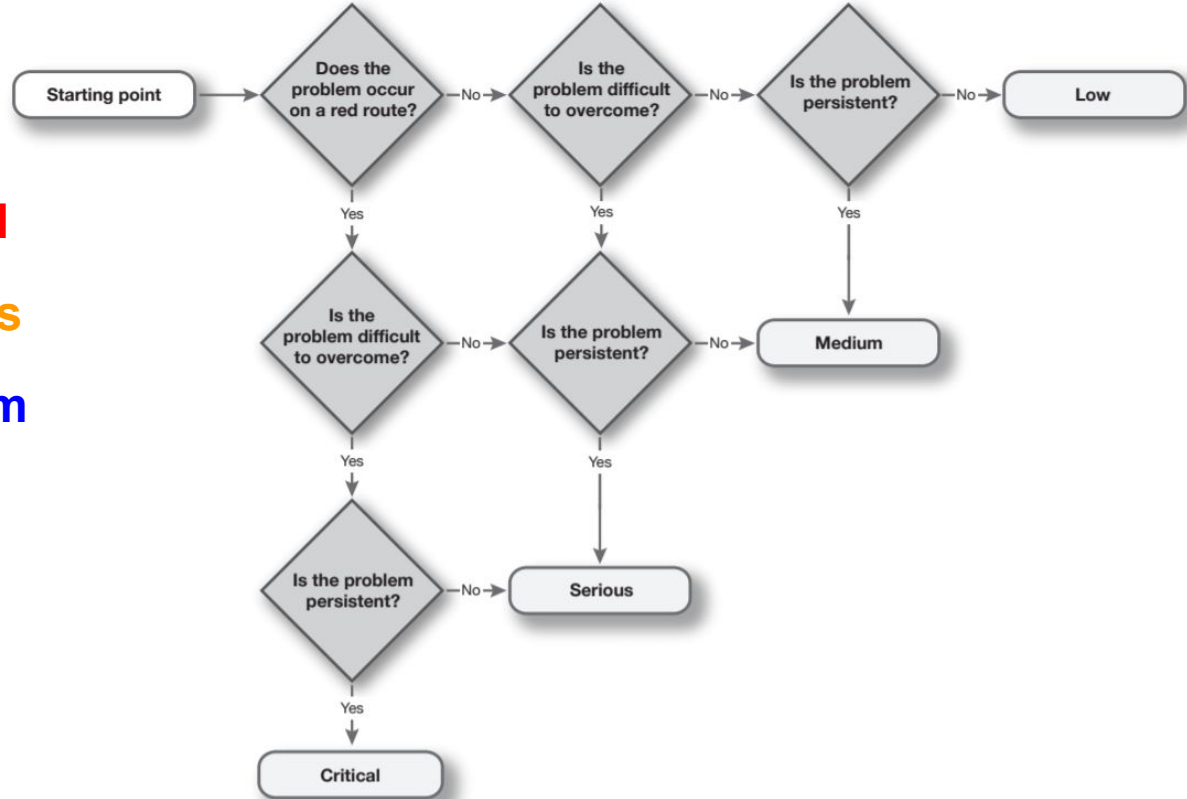 Starting point
Does the
problem occur
on a red route?
No
Is the
problem difficult
to overcome?
No
Is the problem
persistent?
No
Low
Yes
Yes
Yes
Is the
problem difficult
to overcome?
No
Is the problem
persistent?
No
Medium
Yes
Yes
Is the problem
persistent?
No
Serious
Yes
Critical